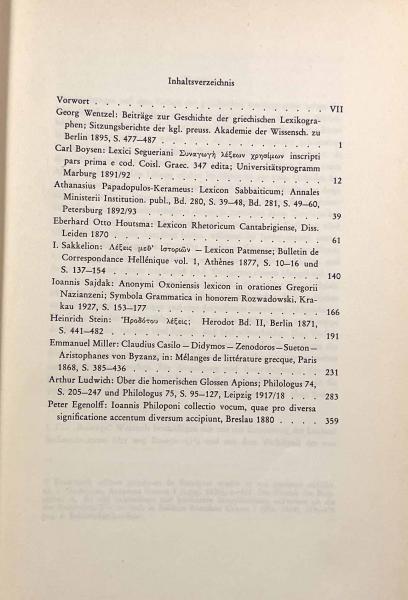 Inhaltsverzeichnis
Vorwort . . . . . . . . . . . . . . . . . . . . VII
Georg Wentzel: Beiträge zur Geschichte der griechischen Lexikogra-
phen; Sitzungsberichte der kgl. preuss. Akademie der Wissensch. zu
Berlin 1895, S. 477–487 . . . . . . . . . . . . . . 1
Carl Boysen: Lexici Segueriani Συναγωγὴ λέξεων χρησίμων inscripti
pars prima e cod. Coisl. Graec. 347 edita; Universitätsprogramm
Marburg 1891/92 . . . . . . . . . . . . . . . . 12
Athanasius Papadopulos-Kerameus: Lexicon Sabbaiticum; Annales
Ministerii Institution. publ., Bd. 280, S. 39–48, Bd. 281, S. 49–60,
Petersburg 1892/93 . . . . . . . . . . . . . . . 39
Eberhard Otto Houtsma: Lexicon Rhetoricum Cantabrigiense, Diss.
Leiden 1870 . . . . . . . . . . . . . . . . . . 61
I. Sakkelion: Λέξεις μεθ' ἱστοριῶν – Lexicon Patmense; Bulletin de
Correspondance Hellénique vol. 1, Athènes 1877, S. 10–16 und
S. 137–154 . . . . . . . . . . . . . . . . . . 140
Ioannis Sajdak: Anonymi Oxoniensis lexicon in orationes Gregorii
Nazianzeni; Symbola Grammatica in honorem Rozwadowski, Kra-
kau 1927, S. 153–177 . . . . . . . . . . . . . . 166
Heinrich Stein: Ἡροδότου λέξεις; Herodot Bd. II, Berlin 1871,
S. 441–482 . . . . . . . . . . . . . . . . . . 191
Emmanuel Miller: Claudius Casilo – Didymos – Zenodoros – Sueton –
Aristophanes von Byzanz, in: Mélanges de littérature grecque, Paris
1868, S. 385–436 . . . . . . . . . . . . . . . . 231
Arthur Ludwich: Über die homerischen Glossen Apions; Philologus 74,
S. 205–247 und Philologus 75, S. 95–127, Leipzig 1917/18 . . . . 283
Peter Egenolff: Ioannis Philoponi collectio vocum, quae pro diversa
significatione accentum diversum accipiunt, Breslau 1880 . . . . 359